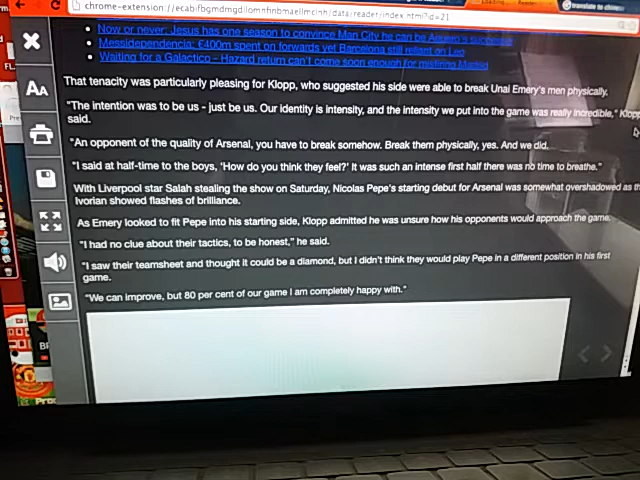 chrome-extension://ecabifbgmdmgdllomnfinbmaellmclnh/data/reader/index.html?id=21
translate to chinese
Now or never: Jesus has one season to convince Man City he can be Aguero's successor
Messidependencia: €400m spent on forwards yet Barcelona still reliant on Leo
Waiting for a Galactico - Hazard return can't come soon enough for misfiring Madrid
That tenacity was particularly pleasing for Klopp, who suggested his side were able to break Unai Emery's men physically.
"The intention was to be us - just be us. Our identity is intensity, and the intensity we put into the game was really incredible," Klopp
said.
"An opponent of the quality of Arsenal, you have to break somehow. Break them physically, yes. And we did.
"I said at half-time to the boys, 'How do you think they feel?' It was such an intense first half there was no time to breathe."
With Liverpool star Salah stealing the show on Saturday, Nicolas Pepe's starting debut for Arsenal was somewhat overshadowed as the
Ivorian showed flashes of brilliance.
As Emery looked to fit Pepe into his starting side, Klopp admitted he was unsure how his opponents would approach the game.
"I had no clue about their tactics, to be honest," he said.
"I saw their teamsheet and thought it could be a diamond, but I didn't think they would play Pepe in a different position in his first
game.
"We can improve, but 80 per cent of our game I am completely happy with."